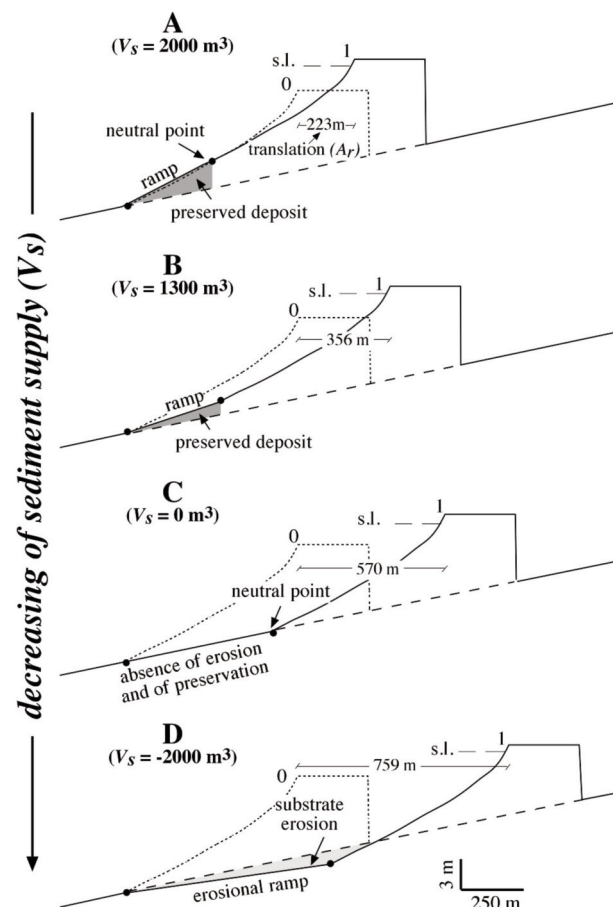 decreasing of sediment supply (Vs)
A
(Vs = 2000 m³)
s.l.
1
0
neutral point
223m
translation (Ar)
ramp
preserved deposit
B
(Vs = 1300 m³)
s.l.
1
0
356 m
ramp
preserved deposit
C
(Vs = 0 m³)
s.l.
1
0
570 m
neutral point
absence of erosion
and of preservation
D
(Vs = -2000 m³)
s.l.
1
759 m
0
substrate
erosion
erosional ramp
3 m
250 m